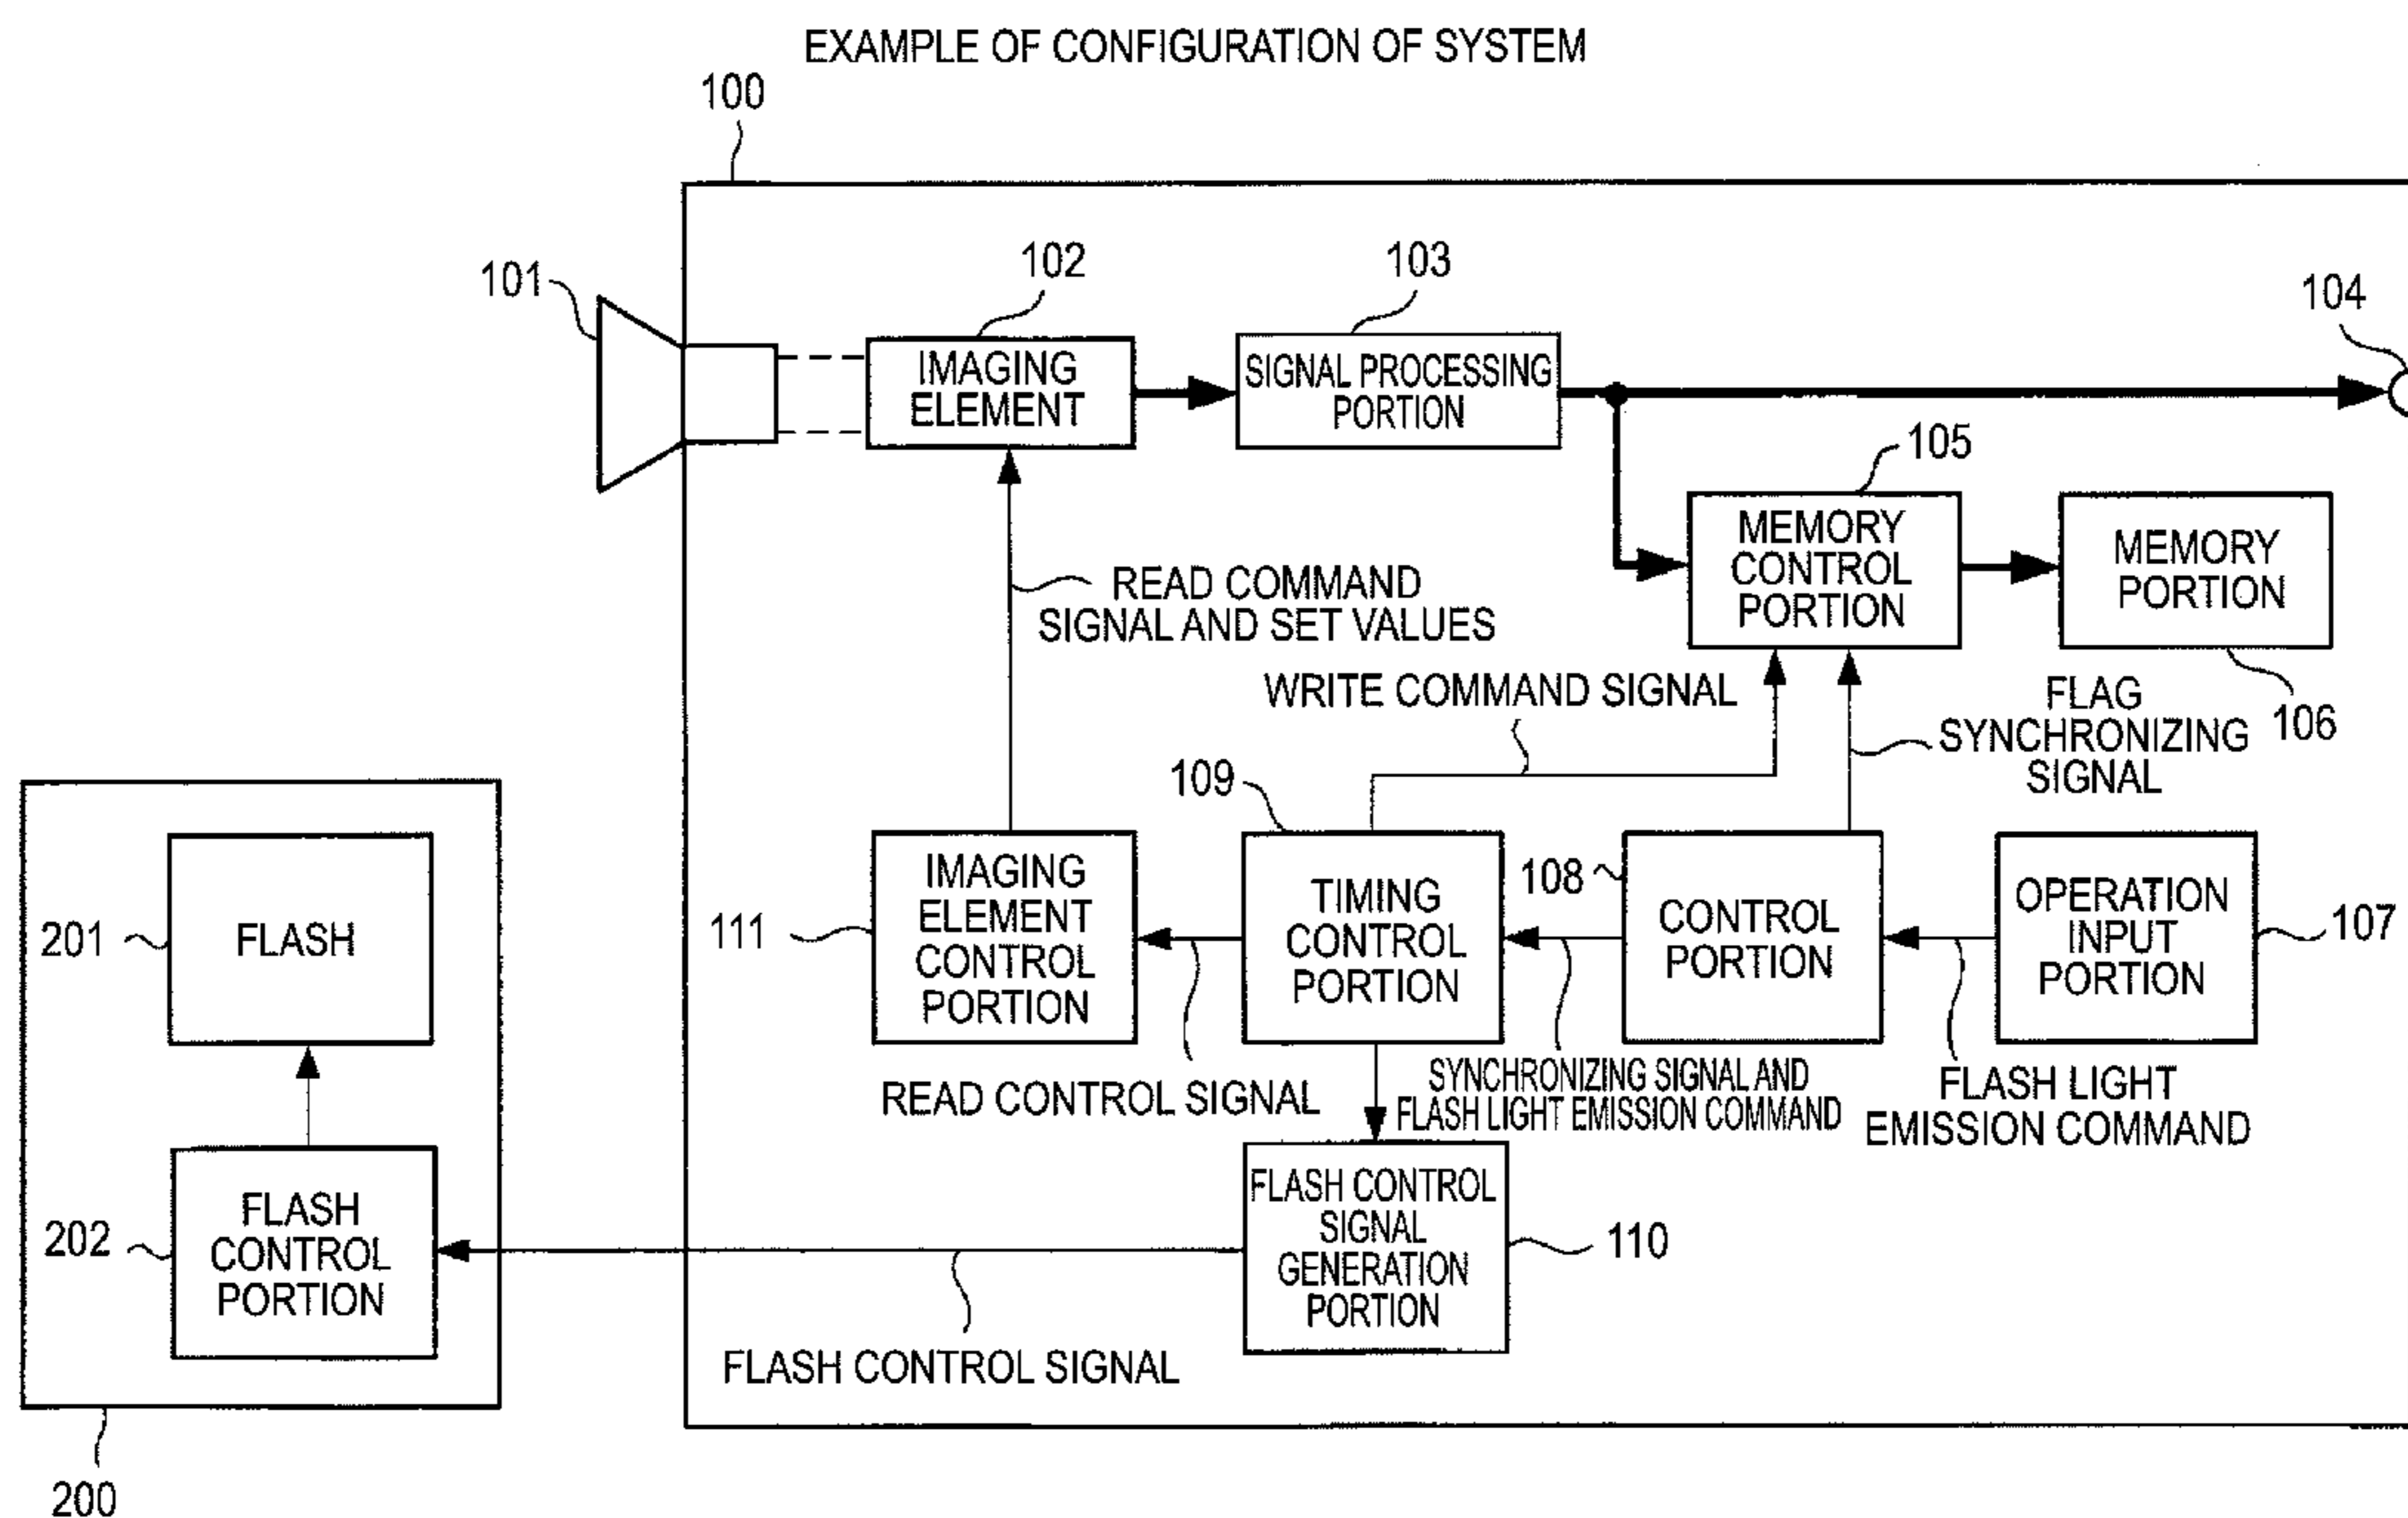 EXAMPLE OF CONFIGURATION OF SYSTEM
100
101
102
103
104
IMAGING
ELEMENT
SIGNAL PROCESSING
PORTION
105
MEMORY
CONTROL
PORTION
MEMORY
PORTION
106
READ COMMAND
SIGNAL AND SET VALUES
WRITE COMMAND SIGNAL
FLAG
SYNCHRONIZING
SIGNAL
109
111
IMAGING
ELEMENT
CONTROL
PORTION
TIMING
CONTROL
PORTION
108
CONTROL
PORTION
OPERATION
INPUT
PORTION
107
201
FLASH
READ CONTROL SIGNAL
SYNCHRONIZING SIGNAL AND
FLASH LIGHT EMISSION COMMAND
FLASH LIGHT
EMISSION COMMAND
202
FLASH
CONTROL
PORTION
FLASH CONTROL
SIGNAL
GENERATION
PORTION
110
FLASH CONTROL SIGNAL
200